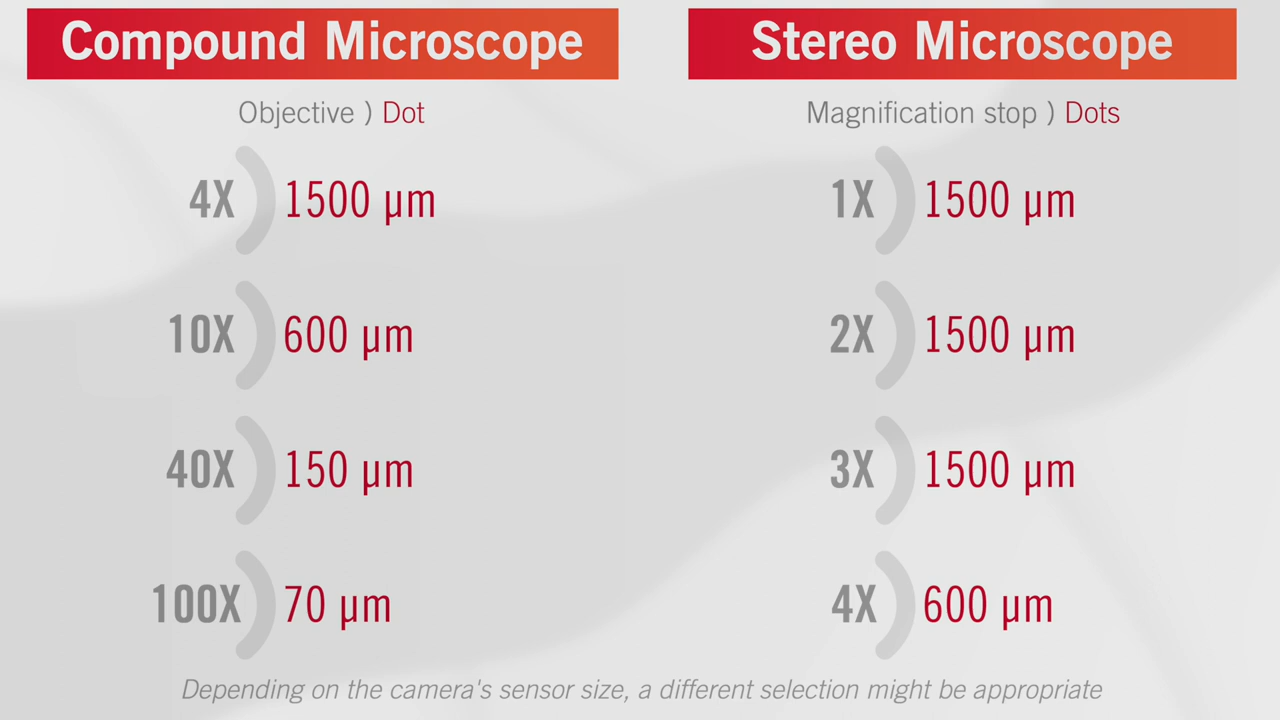 Compound Microscope
Objective ) Dot
4X ) 1500 µm
10X ) 600 µm
40X ) 150 µm
100X ) 70 µm
Stereo Microscope
Magnification stop ) Dots
1X ) 1500 µm
2X ) 1500 µm
3X ) 1500 µm
4X ) 600 µm
Depending on the camera's sensor size, a different selection might be appropriate